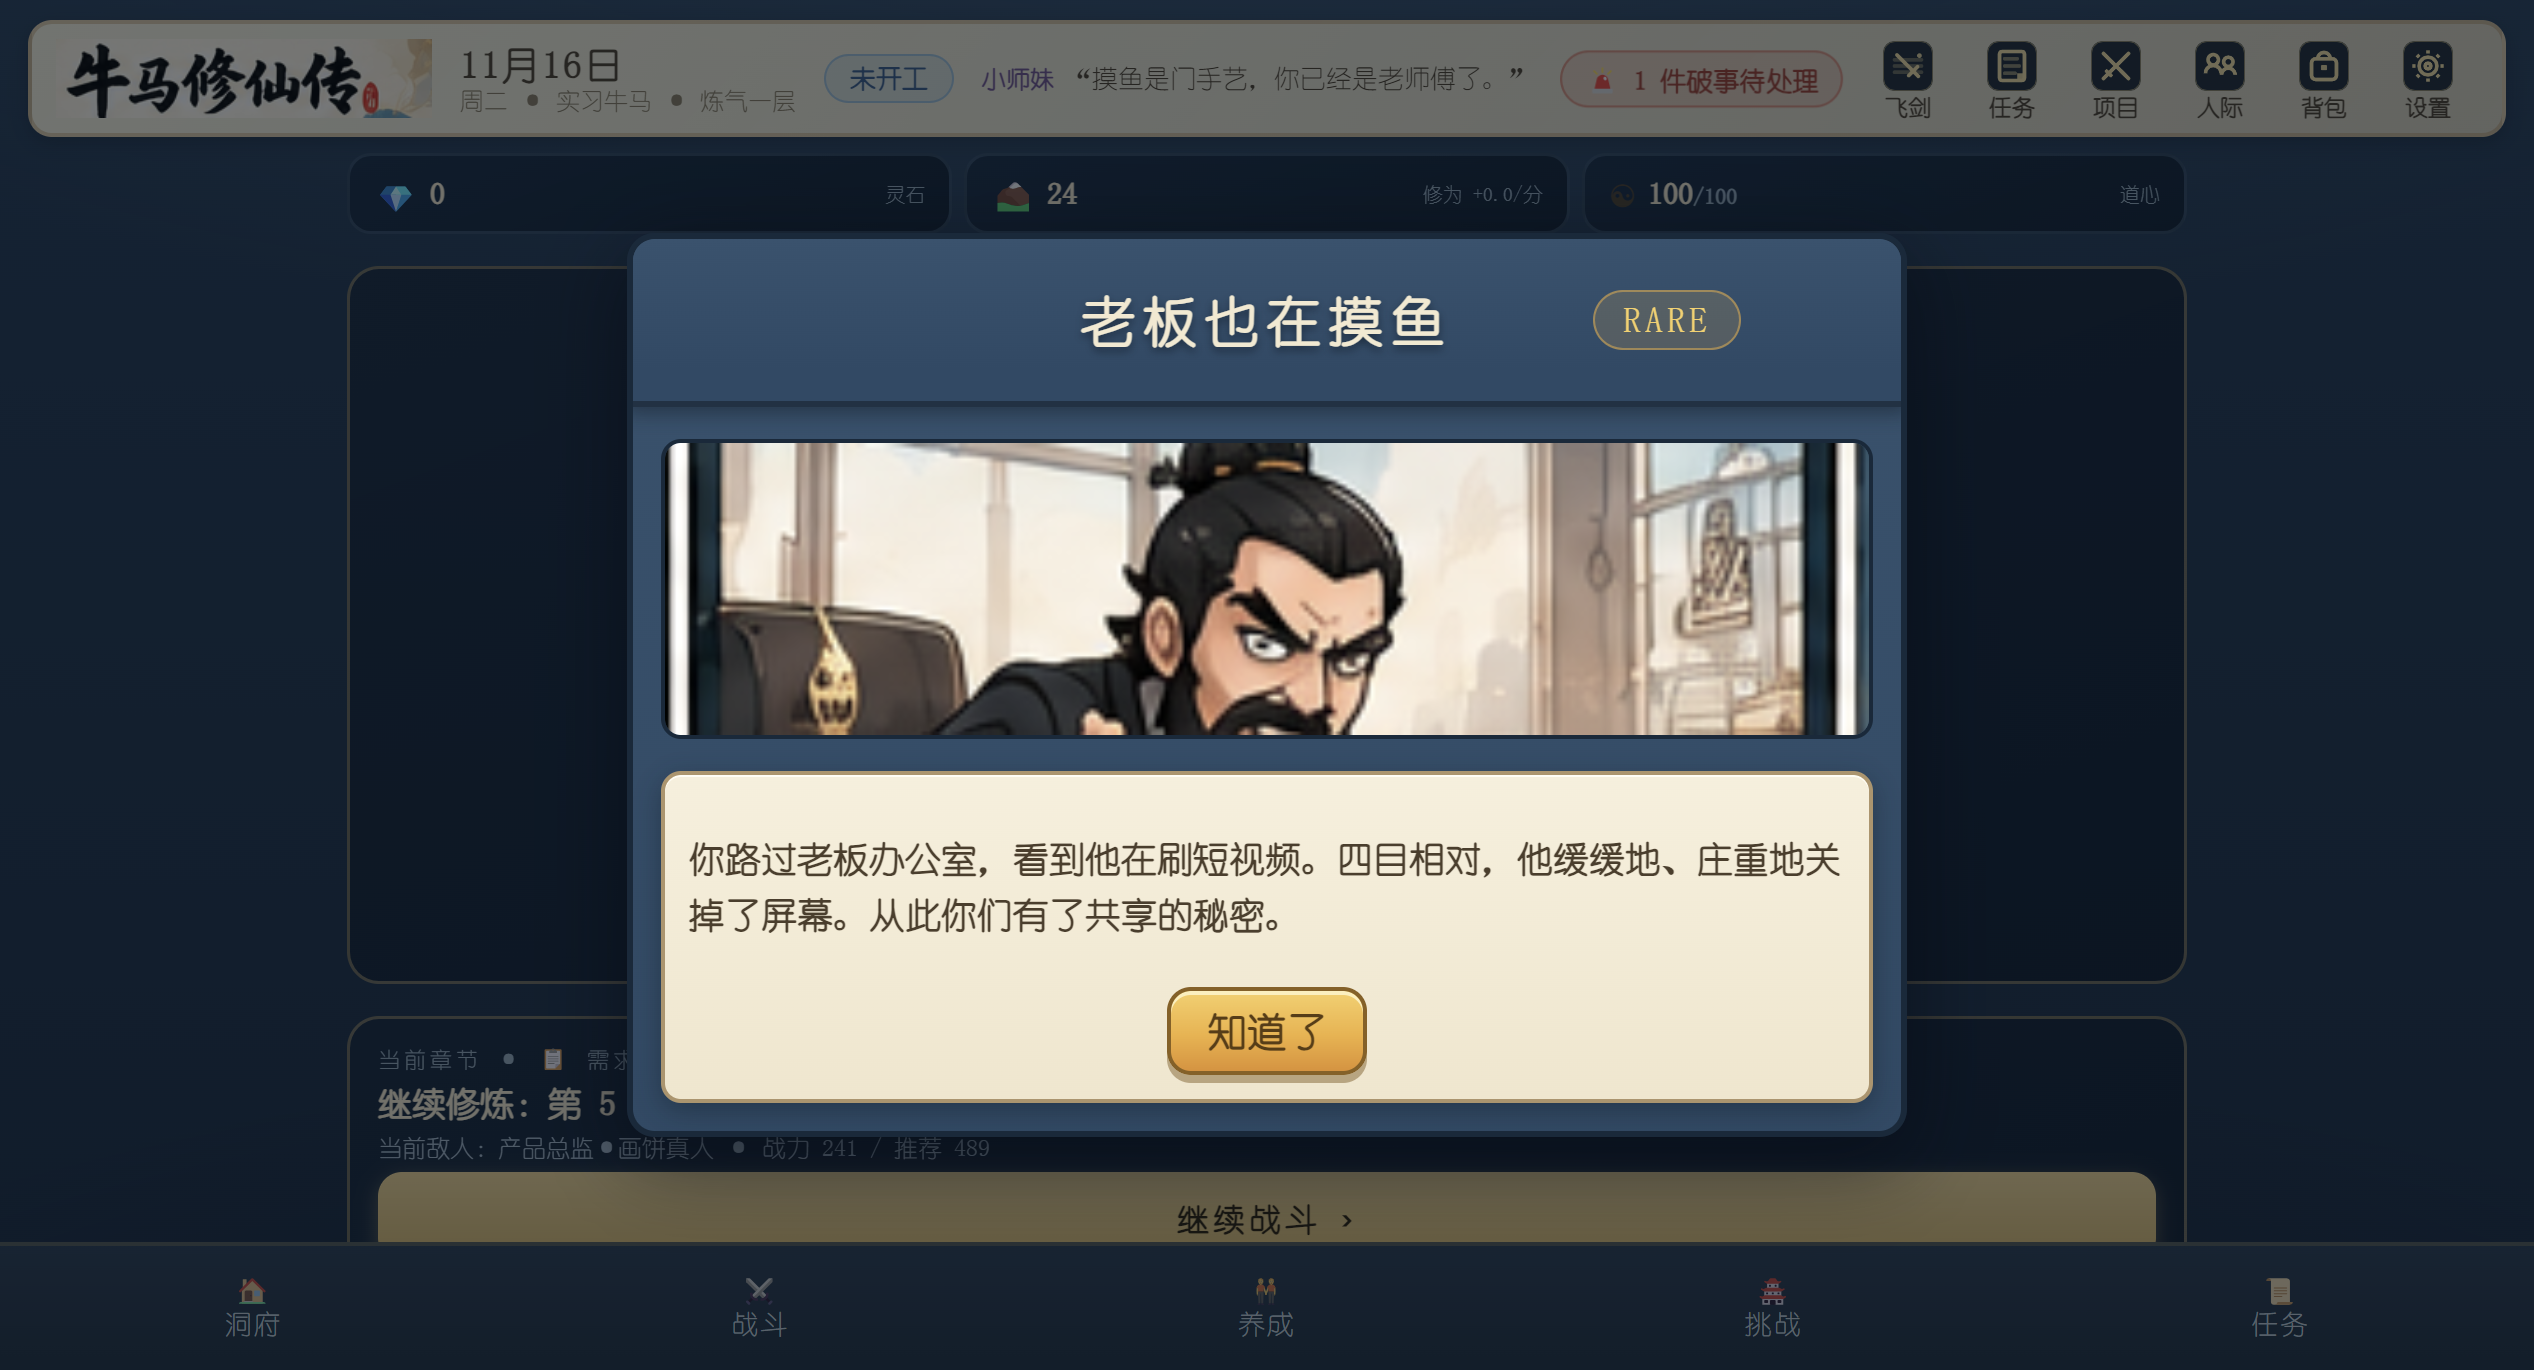 牛马修仙传
11月16日
周二 • 实习牛马 • 炼气一层
未开工
小师妹 “摸鱼是门手艺，你已经是老师傅了。”
1 件破事待处理
飞剑
任务
项目
人际
背包
设置
0 灵石
24 修为 +0.0/分
100/100 道心
老板也在摸鱼
RARE
你路过老板办公室，看到他在刷短视频。四目相对，他缓缓地、庄重地关
掉了屏幕。从此你们有了共享的秘密。
知道了
当前章节 • 需求
继续修炼：第 5
当前敌人：产品总监•画饼真人 • 战力 241 / 推荐 489
继续战斗 ›
洞府
战斗
养成
挑战
任务